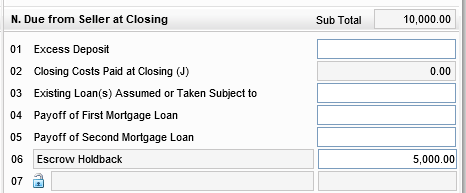 N. Due from Seller at Closing Sub Total 10,000.00
01 Excess Deposit
02 Closing Costs Paid at Closing (J) 0.00
03 Existing Loan(s) Assumed or Taken Subject to
04 Payoff of First Mortgage Loan
05 Payoff of Second Mortgage Loan
06 Escrow Holdback 5,000.00
07